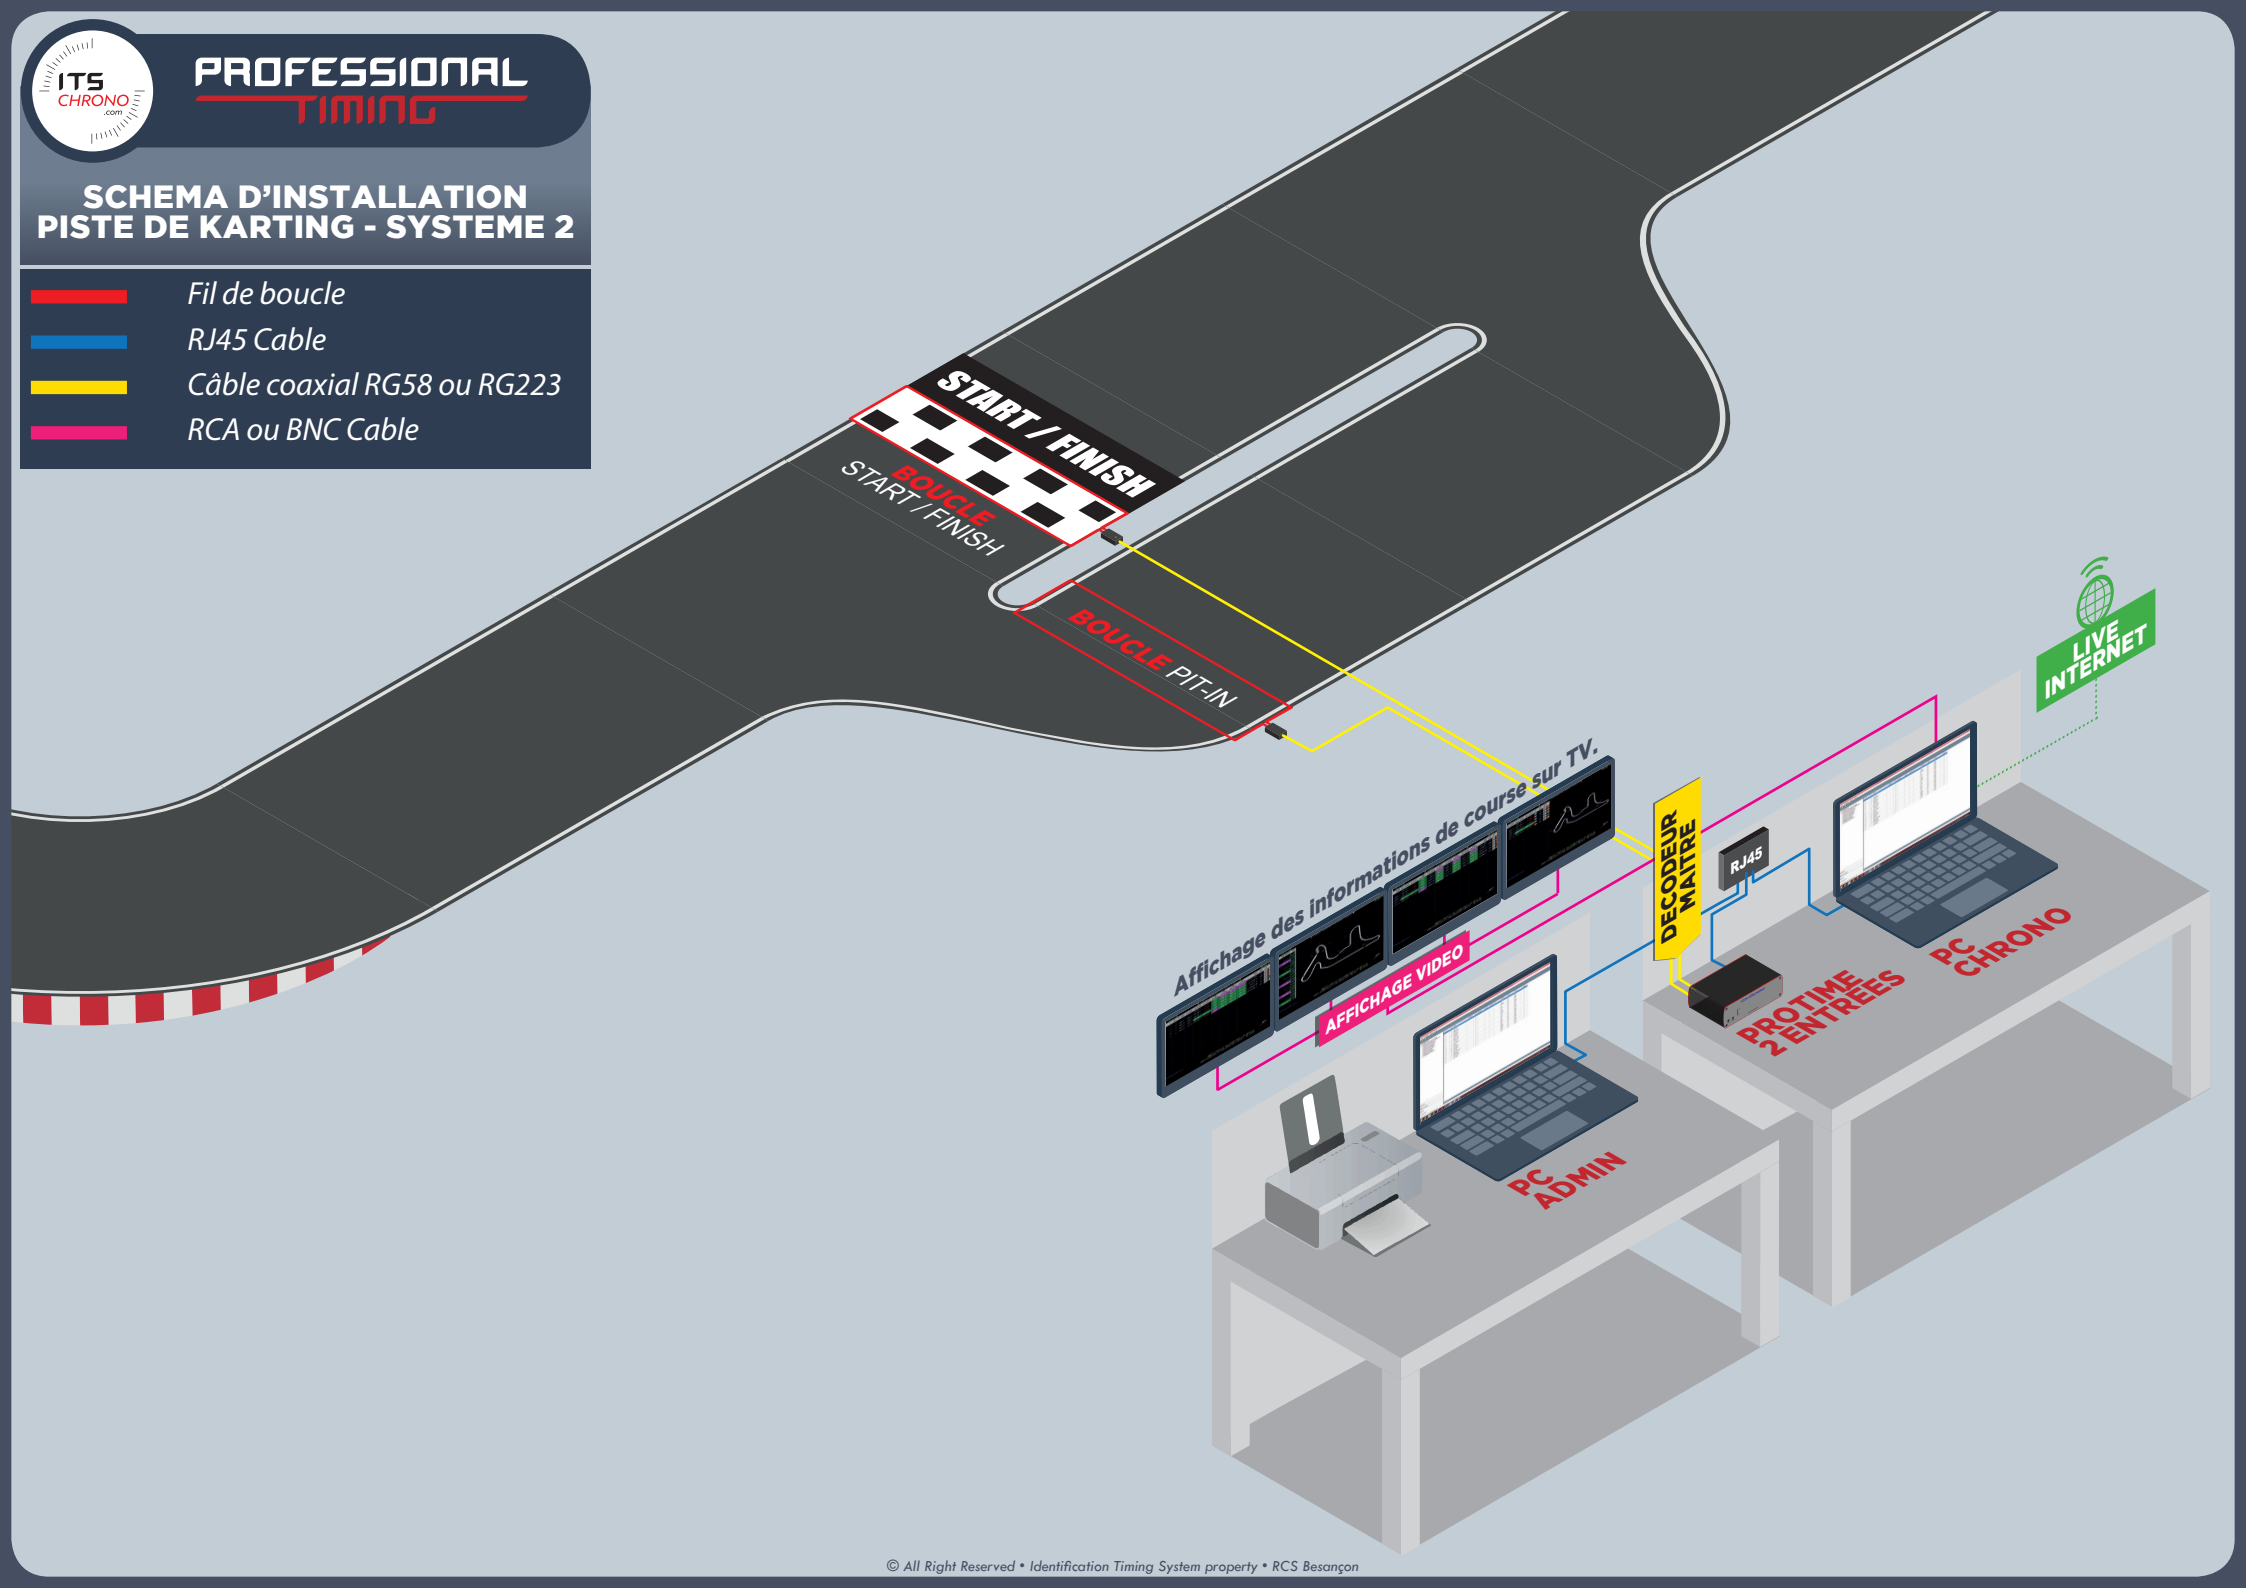 ITS
CHRONO
.com
PROFESSIONAL
TIMING
SCHEMA D'INSTALLATION
PISTE DE KARTING - SYSTEME 2
Fil de boucle
RJ45 Cable
Câble coaxial RG58 ou RG223
RCA ou BNC Cable
START / FINISH
BOUCLE
START / FINISH
BOUCLE PIT-IN
LIVE
INTERNET
Affichage des informations de course sur TV.
DECODEUR
MAITRE
RJ45
AFFICHAGE VIDEO
PC
CHRONO
PROTIME
2 ENTRÉES
PC
ADMIN
© All Right Reserved • Identification Timing System property • RCS Besançon